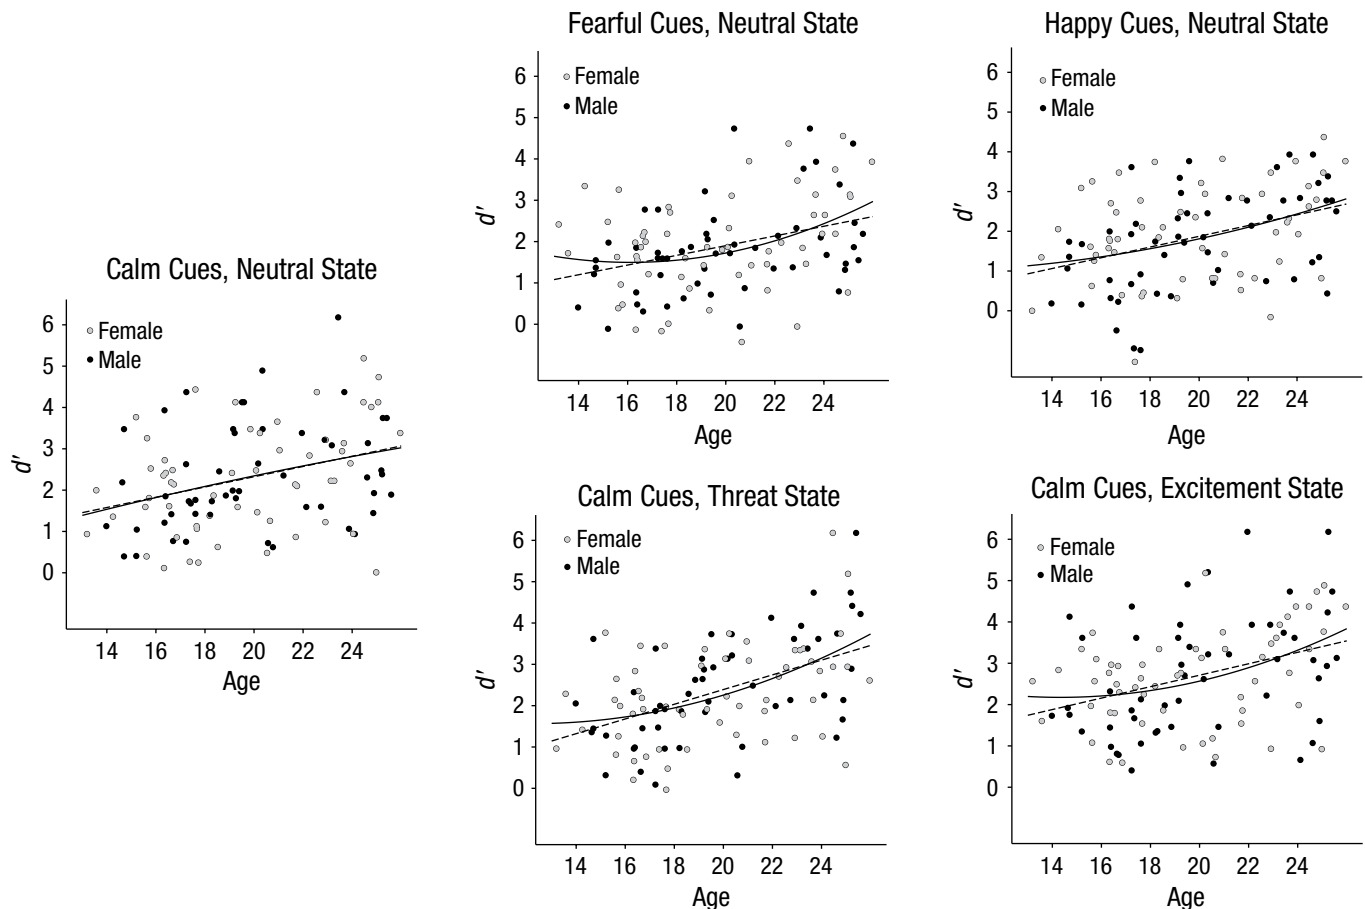 Calm Cues, Neutral State
Female
Male
6
5
4
3
2
1
0
d′
14 16 18 20 22 24
Age
Fearful Cues, Neutral State
Female
Male
6
5
4
3
2
1
0
d′
14 16 18 20 22 24
Age
Happy Cues, Neutral State
Female
Male
6
5
4
3
2
1
0
d′
14 16 18 20 22 24
Age
Calm Cues, Threat State
Female
Male
6
5
4
3
2
1
0
d′
14 16 18 20 22 24
Age
Calm Cues, Excitement State
Female
Male
6
5
4
3
2
1
0
d′
14 16 18 20 22 24
Age